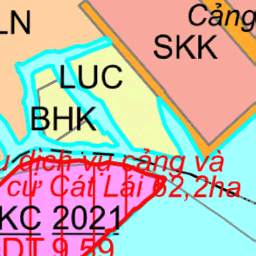 Cảng
LN
SKK
LUC
BHK
dịch vụ cảng và
cư Cát Lái 62,2ha
KC 2021
DT 9,59